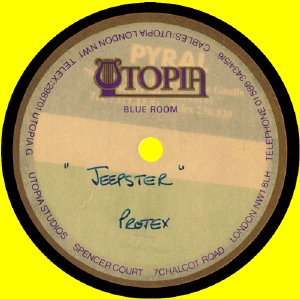 UTOPIA
BLUE ROOM
"JEEPSTER"
PROTEX
UTOPIA STUDIOS SPENCER COURT 7 CHALCOT ROAD LONDON NW1 8LH TELEPHONE 01 586 3434/5/6 CABLES: UTOPIA LONDON NW1 TELEX: 298701 UTOPIA G
PYRAL